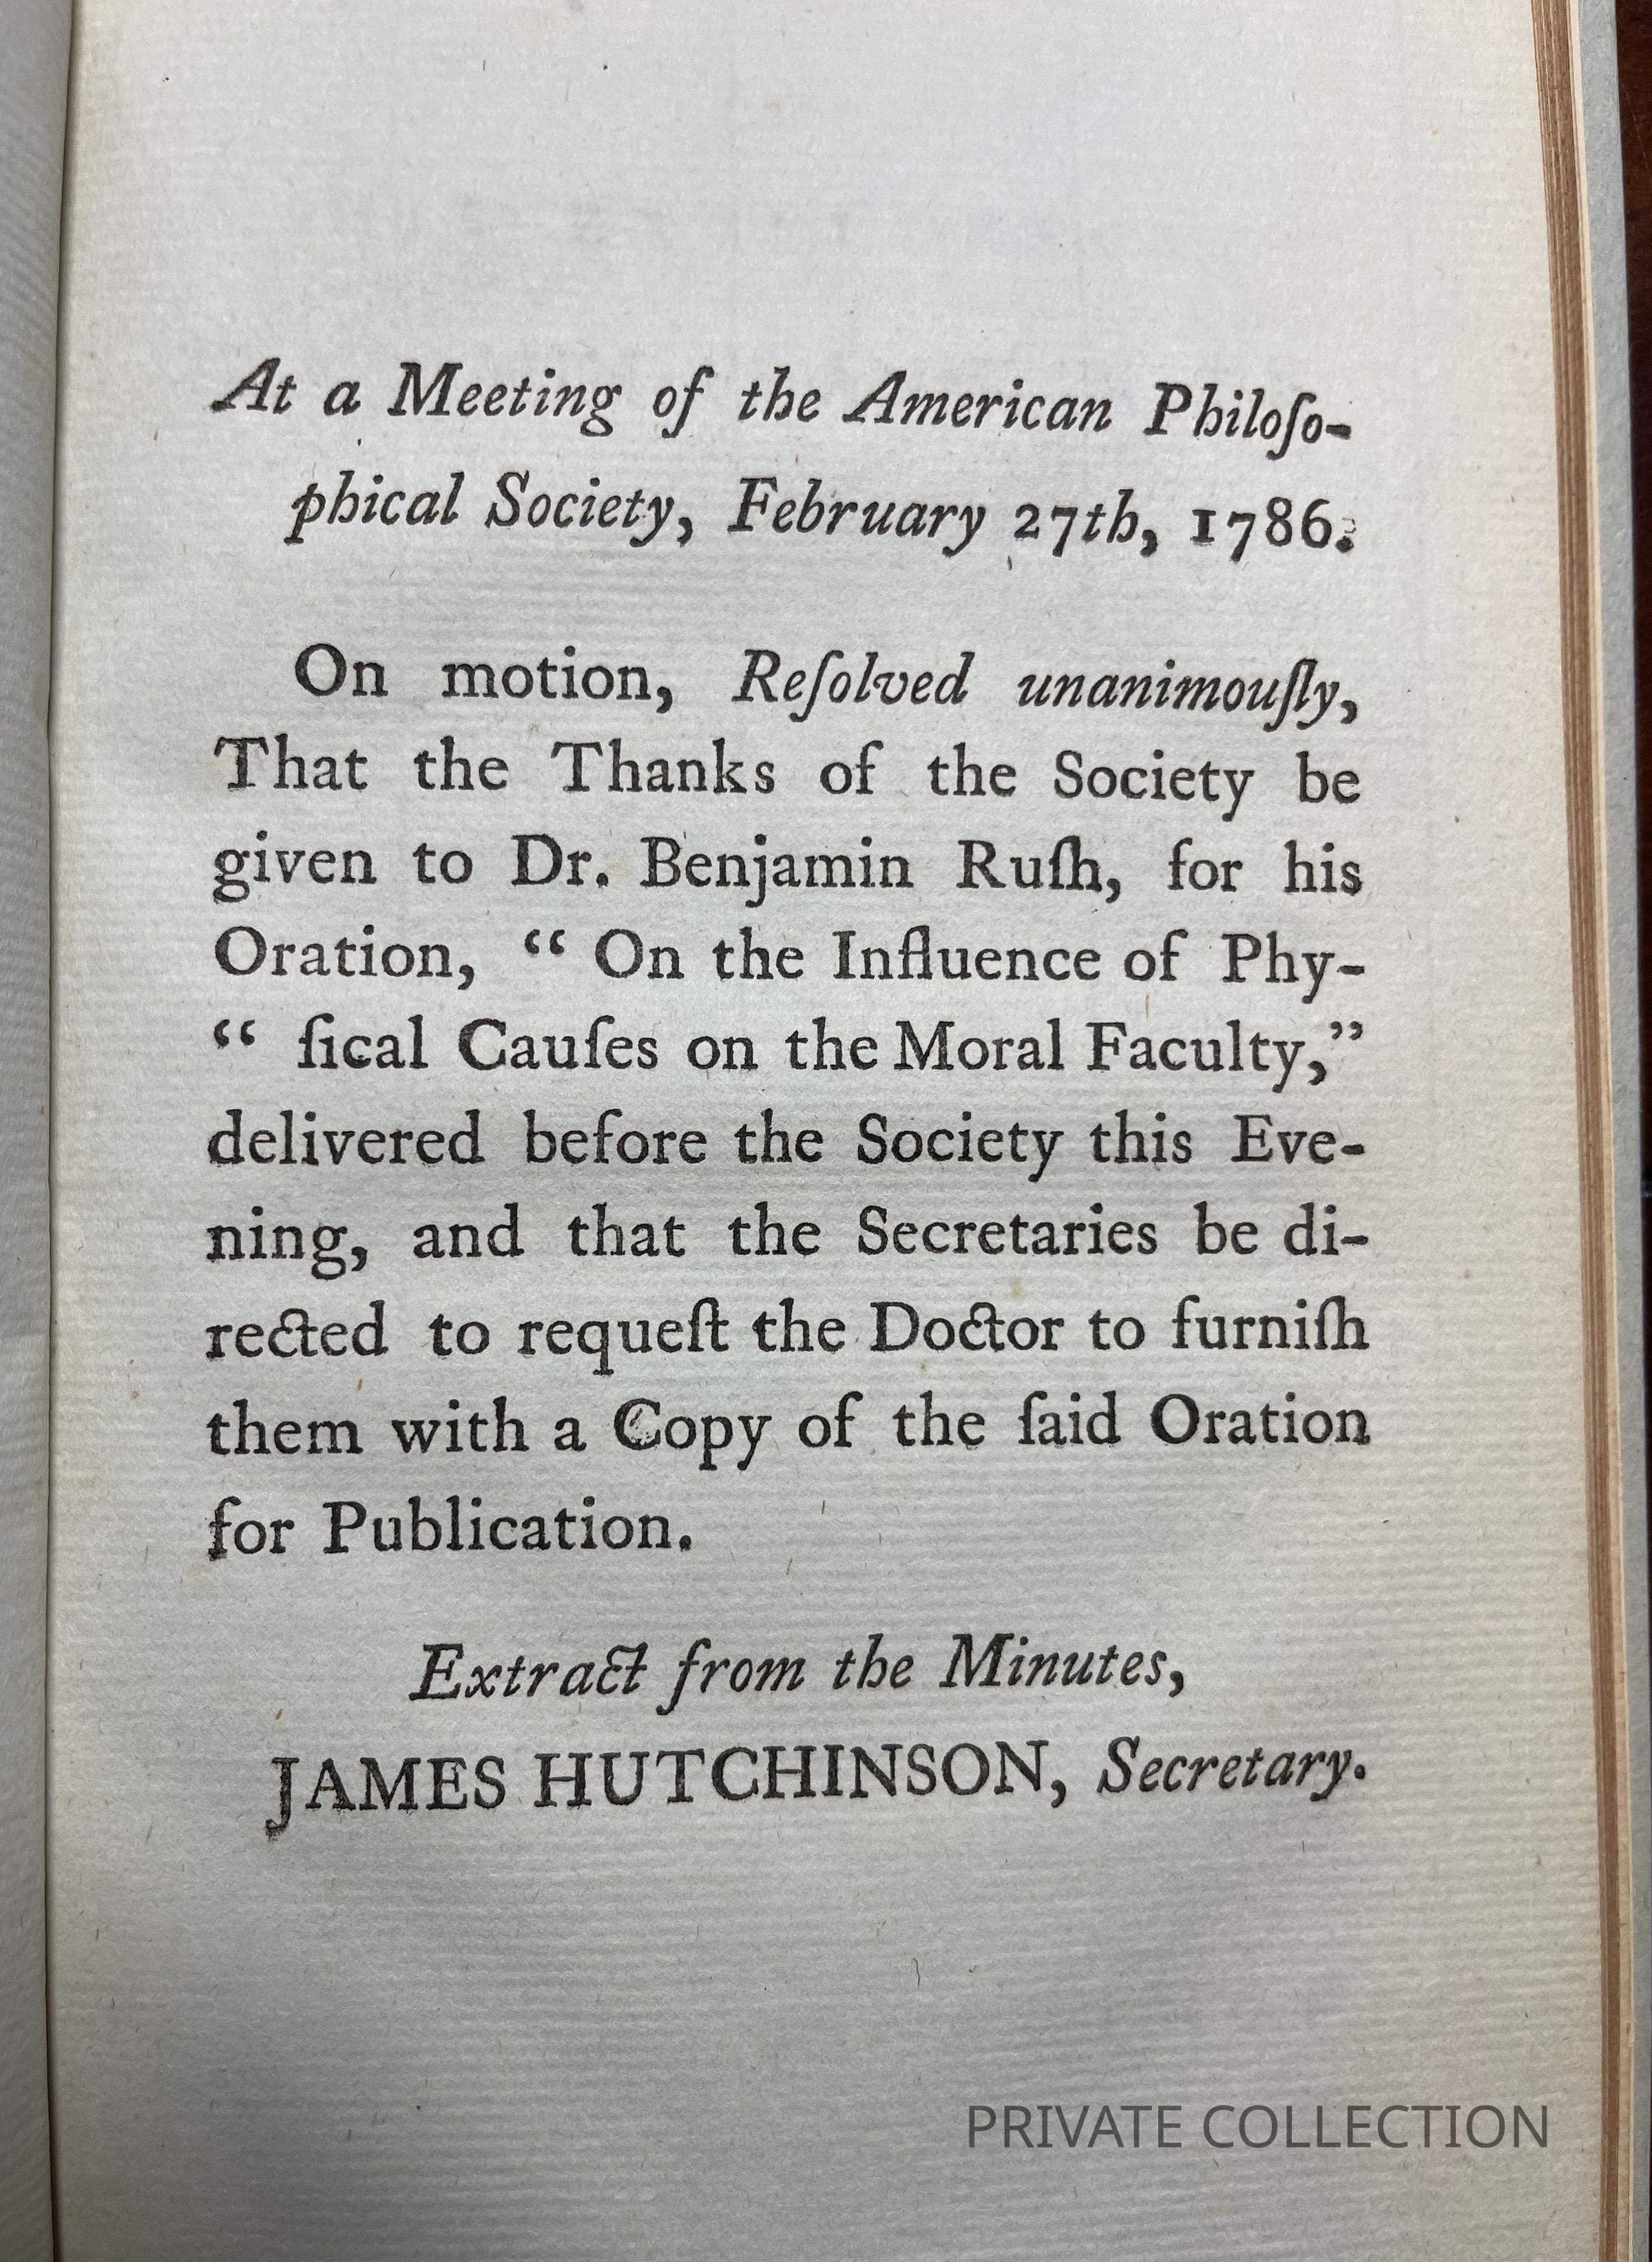 At a Meeting of the American Philoſo-
phical Society, February 27th, 1786.
On motion, Reſolved unanimouſly,
That the Thanks of the Society be
given to Dr. Benjamin Ruſh, for his
Oration, “ On the Influence of Phy-
“ ſical Cauſes on the Moral Faculty,”
delivered before the Society this Eve-
ning, and that the Secretaries be di-
rected to requeſt the Doctor to furniſh
them with a Copy of the ſaid Oration
for Publication.
Extract from the Minutes,
JAMES HUTCHINSON, Secretary.
PRIVATE COLLECTION